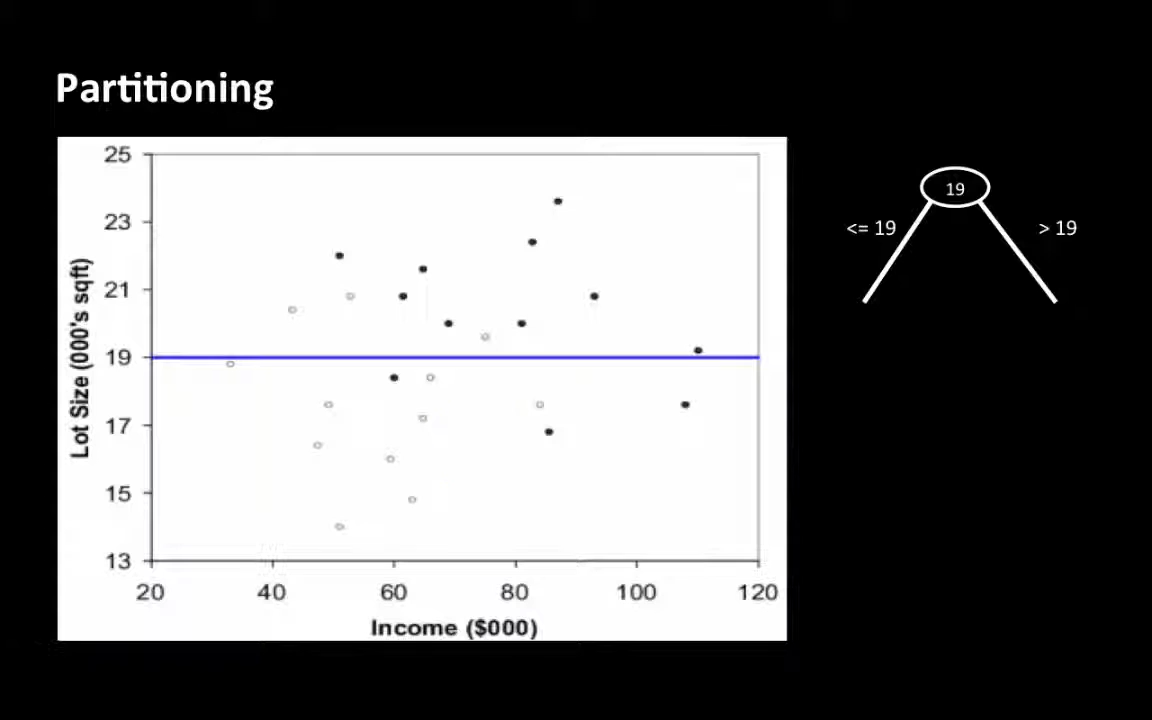 Partitioning
25
23
21
19
17
15
13
Lot Size (000's sqft)
20 40 60 80 100 120
Income ($000)
19
<= 19
> 19